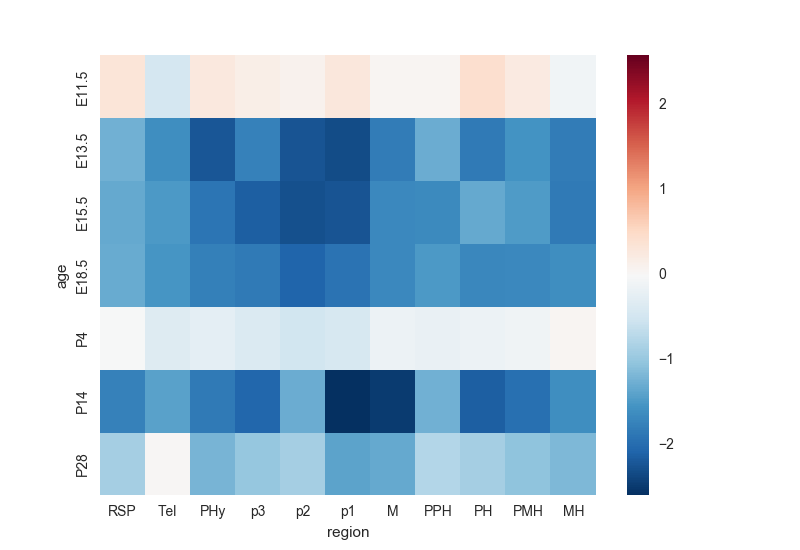 age
E11.5
E13.5
E15.5
E18.5
P4
P14
P28
RSP Tel PHy p3 p2 p1 M PPH PH PMH MH
region
2
1
0
−1
−2